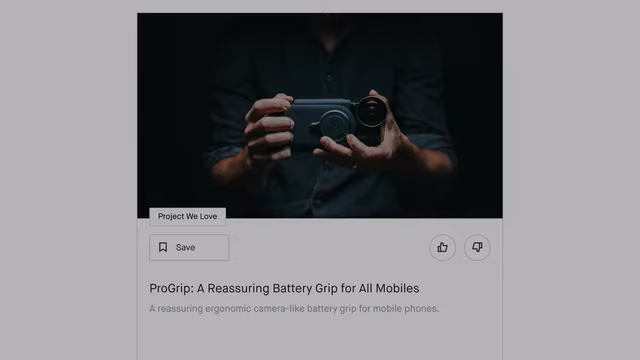 Project We Love
Save
ProGrip: A Reassuring Battery Grip for All Mobiles
A reassuring ergonomic camera-like battery grip for mobile phones.